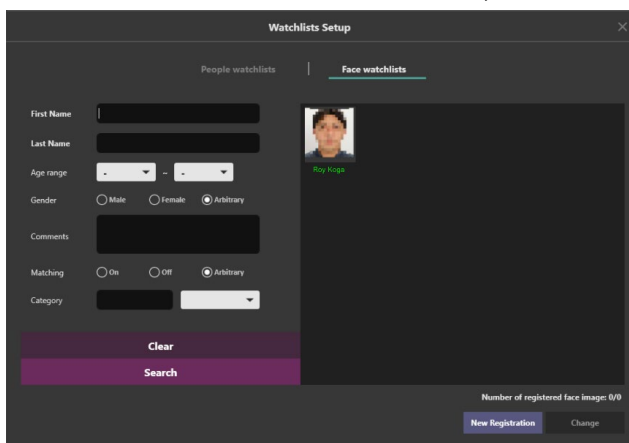 Watchlists Setup
People watchlists | Face watchlists
First Name
Last Name
Age range - - -
Gender Male Female Arbitrary
Comments
Matching On Off Arbitrary
Category
Clear
Search
Roy Koga
Number of registered face image: 0/0
New Registration Change